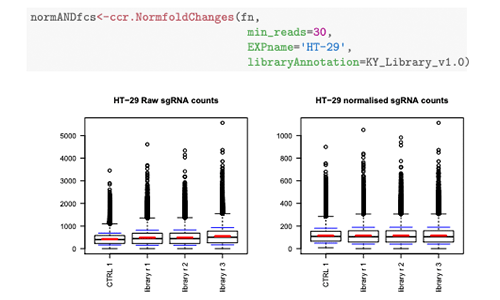 normANDfcs<-ccr.NormfoldChanges(fn,
min_reads=30,
EXPname='HT-29',
libraryAnnotation=KY_Library_v1.0)
HT-29 Raw sgRNA counts
HT-29 normalised sgRNA counts
5000
4000
3000
2000
1000
0
CTRL 1
library r 1
library r 2
library r 3
1000
800
600
400
200
0
CTRL 1
library r 1
library r 2
library r 3